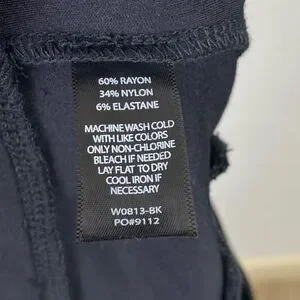 60% RAYON
34% NYLON
6% ELASTANE
MACHINE WASH COLD
WITH LIKE COLORS
ONLY NON-CHLORINE
BLEACH IF NEEDED
LAY FLAT TO DRY
COOL IRON IF
NECESSARY
W0813-BK
PO#9112